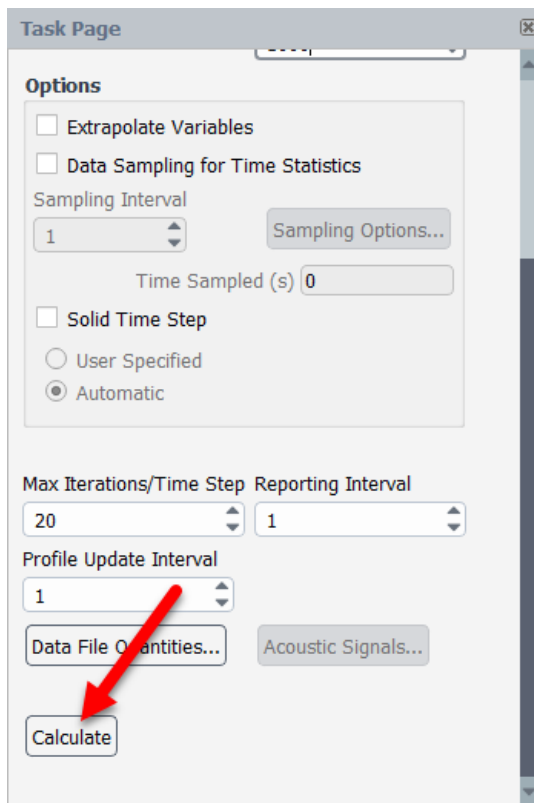 Task Page
Options
Extrapolate Variables
Data Sampling for Time Statistics
Sampling Interval
1
Sampling Options...
Time Sampled (s) 0
Solid Time Step
User Specified
Automatic
Max Iterations/Time Step Reporting Interval
20 1
Profile Update Interval
1
Data File Quantities... Acoustic Signals...
Calculate